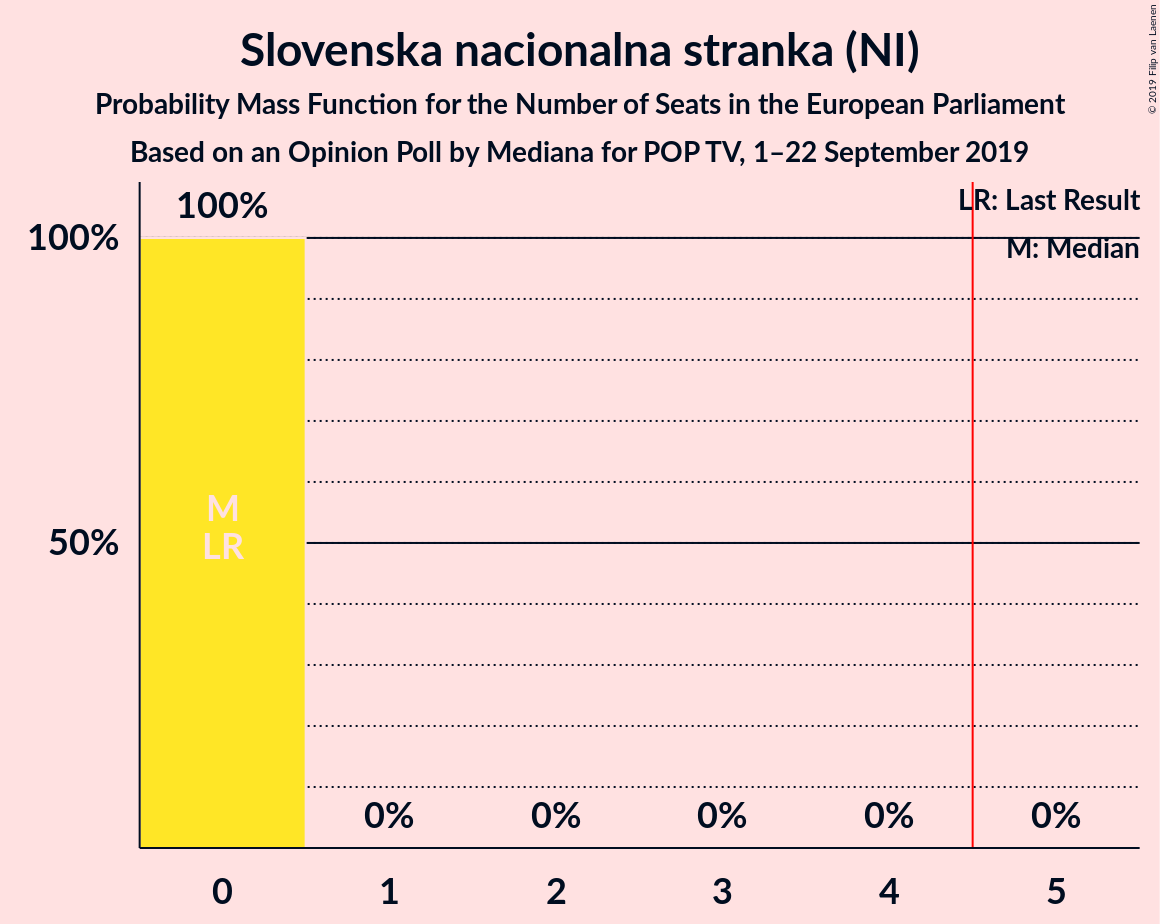 Slovenska nacionalna stranka (NI)
Probability Mass Function for the Number of Seats in the European Parliament
Based on an Opinion Poll by Mediana for POP TV, 1–22 September 2019
© 2019 Filip van Laenen
LR: Last Result
M: Median
100%
100%
50%
M
LR
0% 0% 0% 0% 0%
0 1 2 3 4 5